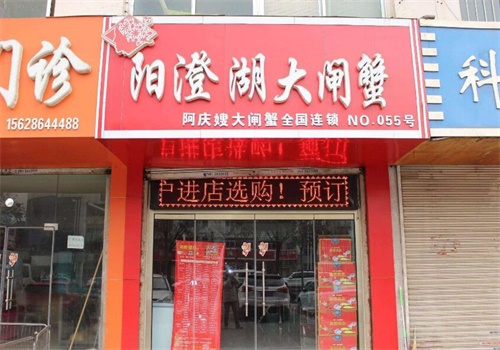 阳澄湖大闸蟹
阿庆嫂大闸蟹全国连锁 NO.055号
门诊
15628644488
科
户进店选购！预订